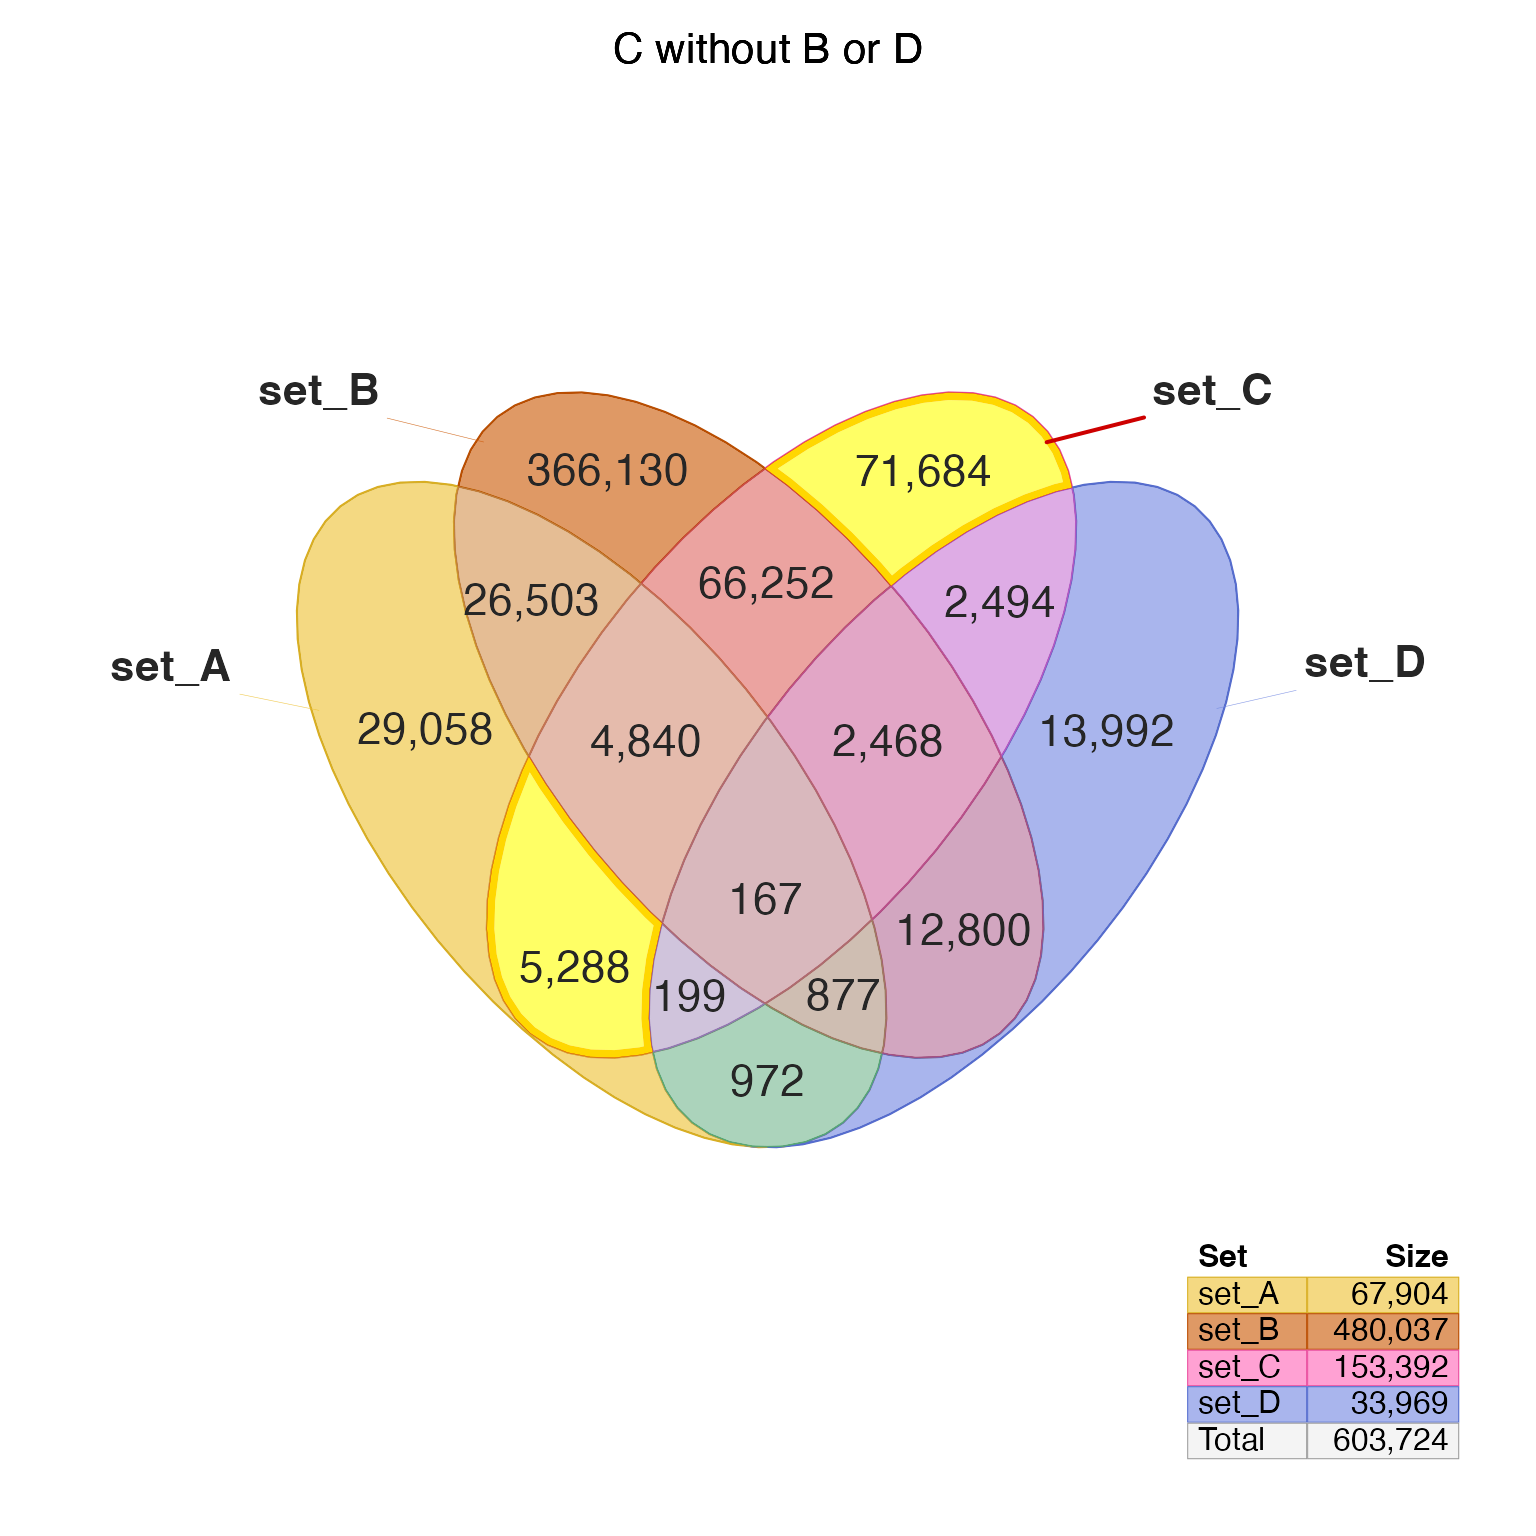 C without B or D
set_B
set_C
366,130
71,684
66,252
26,503
2,494
set_A
set_D
29,058
13,992
4,840
2,468
167
12,800
5,288
199
877
972
Set Size
set_A 67,904
set_B 480,037
set_C 153,392
set_D 33,969
Total 603,724